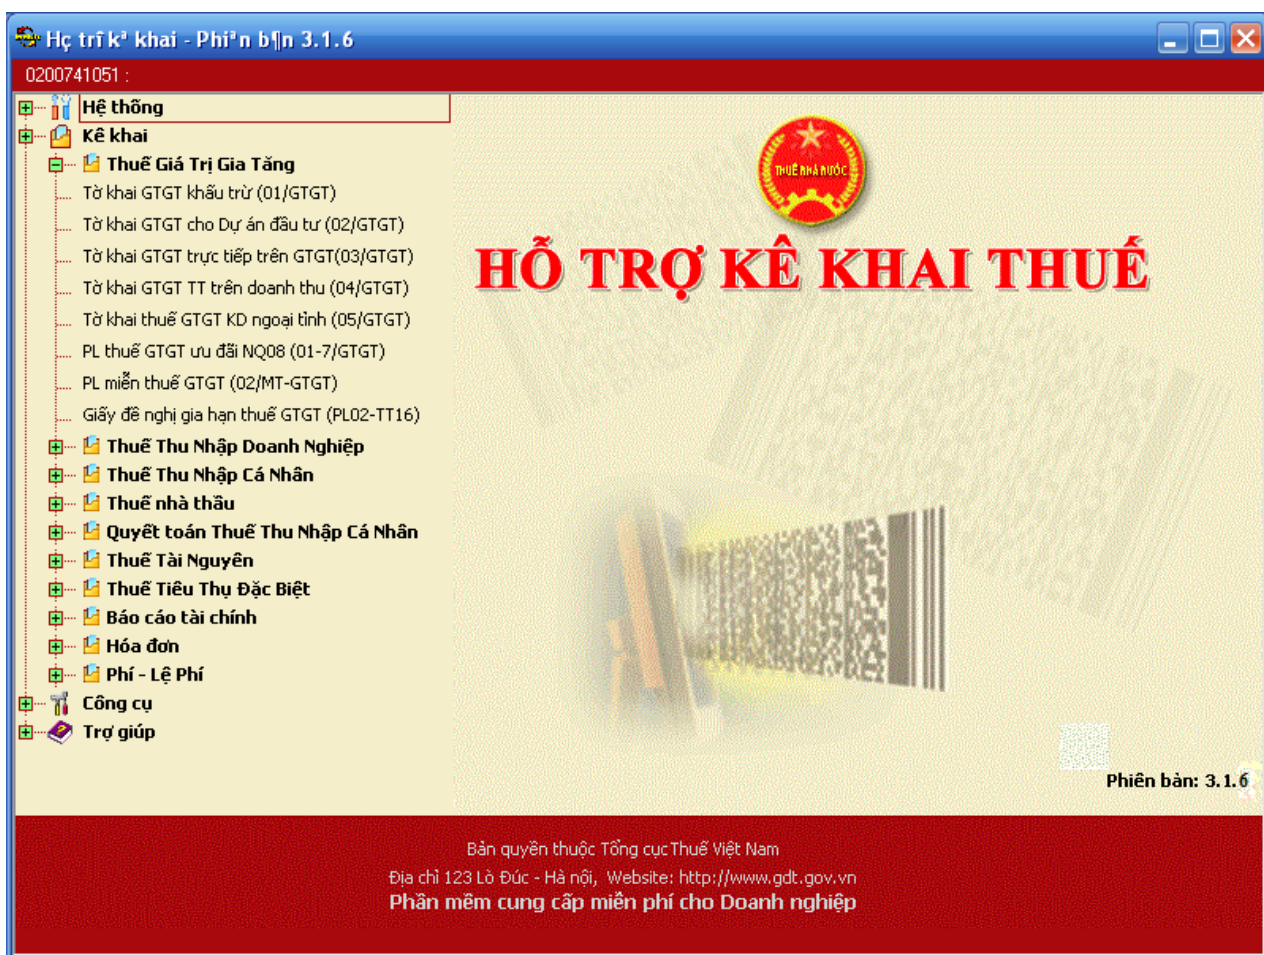 Hç trî kª khai - Phiªn b¶n 3.1.6
0200741051 :
Hệ thống
Kê khai
Thuế Giá Trị Gia Tăng
Tờ khai GTGT khấu trừ (01/GTGT)
Tờ khai GTGT cho Dự án đầu tư (02/GTGT)
Tờ khai GTGT trực tiếp trên GTGT(03/GTGT)
Tờ khai GTGT TT trên doanh thu (04/GTGT)
Tờ khai thuế GTGT KD ngoại tỉnh (05/GTGT)
PL thuế GTGT ưu đãi NQ08 (01-7/GTGT)
PL miễn thuế GTGT (02/MT-GTGT)
Giấy đề nghị gia hạn thuế GTGT (PL02-TT16)
Thuế Thu Nhập Doanh Nghiệp
Thuế Thu Nhập Cá Nhân
Thuế nhà thầu
Quyết toán Thuế Thu Nhập Cá Nhân
Thuế Tài Nguyên
Thuế Tiêu Thụ Đặc Biệt
Báo cáo tài chính
Hóa đơn
Phí - Lệ Phí
Công cụ
Trợ giúp
THUẾ NHÀ NƯỚC
HỖ TRỢ KÊ KHAI THUẾ
Phiên bản: 3.1.6
Bản quyền thuộc Tổng cục Thuế Việt Nam
Địa chỉ 123 Lò Đúc - Hà nội, Website: http://www.gdt.gov.vn
Phần mềm cung cấp miễn phí cho Doanh nghiệp